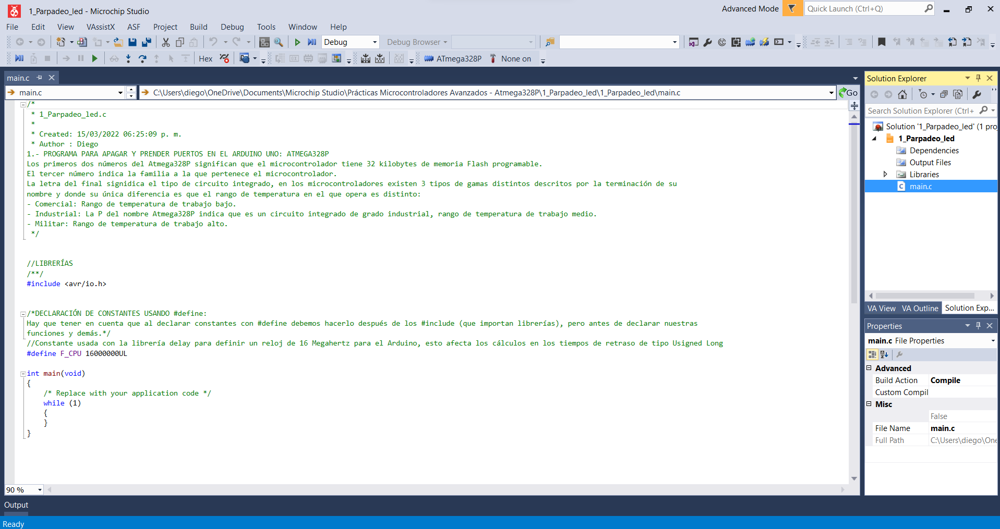 1_Parpadeo_led - Microchip Studio
Advanced Mode
Quick Launch (Ctrl+Q)
File Edit View VAssistX ASF Project Build Debug Tools Window Help
Debug
Debug Browser
Hex
ATmega328P
None on
main.c
main.c
C:\Users\diego\OneDrive\Documents\Microchip Studio\Prácticas Microcontroladores Avanzados - Atmega328P\1_Parpadeo_led\1_Parpadeo_led\main.c
Go
/*
* 1_Parpadeo_led.c
*
* Created: 15/03/2022 06:25:09 p. m.
* Author : Diego
1.- PROGRAMA PARA APAGAR Y PRENDER PUERTOS EN EL ARDUINO UNO: ATMEGA328P
Los primeros dos números del Atmega328P significan que el microcontrolador tiene 32 kilobytes de memoria Flash programable.
El tercer número indica la familia a la que pertenece el microcontrolador.
La letra del final signidica el tipo de circuito integrado, en los microcontroladores existen 3 tipos de gamas distintos descritos por la terminación de su
nombre y donde su única diferencia es que el rango de temperatura en el que opera es distinto:
- Comercial: Rango de temperatura de trabajo bajo.
- Industrial: La P del nombre Atmega328P indica que es un circuito integrado de grado industrial, rango de temperatura de trabajo medio.
- Militar: Rango de temperatura de trabajo alto.
*/
//LIBRERÍAS
/**/
#include <avr/io.h>
/*DECLARACIÓN DE CONSTANTES USANDO #define:
Hay que tener en cuenta que al declarar constantes con #define debemos hacerlo después de los #include (que importan librerías), pero antes de declarar nuestras
funciones y demás.*/
//Constante usada con la librería delay para definir un reloj de 16 Megahertz para el Arduino, esto afecta los cálculos en los tiempos de retraso de tipo Usigned Long
#define F_CPU 16000000UL
int main(void)
{
/* Replace with your application code */
while (1)
{
}
}
90 %
Output
Ready
Solution Explorer
Search Solution Explorer (Ctrl+
Solution '1_Parpadeo_led' (1 proj
1_Parpadeo_led
Dependencies
Output Files
Libraries
main.c
VA View VA Outline Solution Exp...
Properties
main.c File Properties
Advanced
Build Action Compile
Custom Compil
Misc
False
File Name main.c
Full Path C:\Users\diego\One